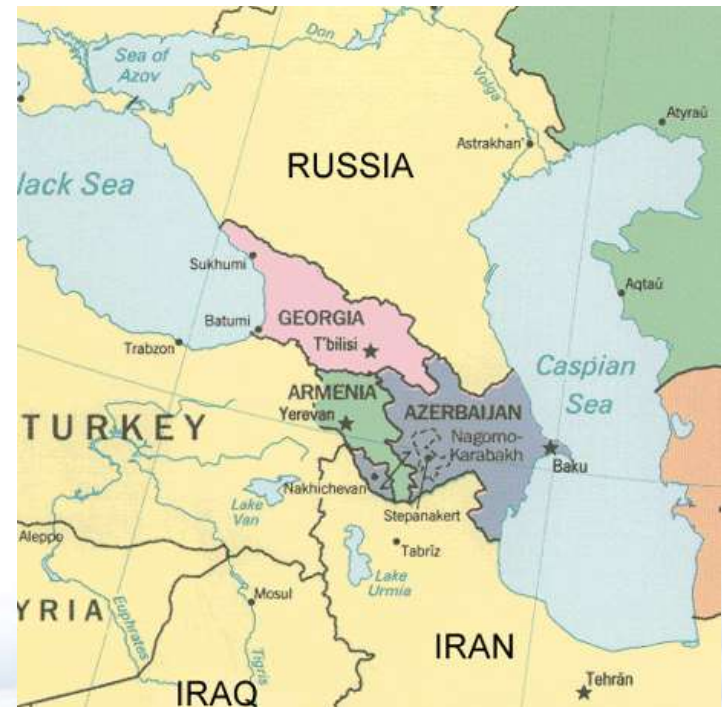 Don
Sea of
Azov
Volga
Atyraū
Astrakhan'
RUSSIA
lack Sea
Sukhumi
Aqtaū
Batumi
GEORGIA
Trabzon
T'bilisi
Caspian
Sea
ARMENIA
AZERBAIJAN
Yerevan
TURKEY
Nagorno-
Karabakh
Baku
Nakhichevan
Lake
Van
Stepanakert
Aleppo
Tabrīz
Lake
Urmia
Mosul
YRIA
Euphrates
Tigris
IRAN
IRAQ
Tehrān